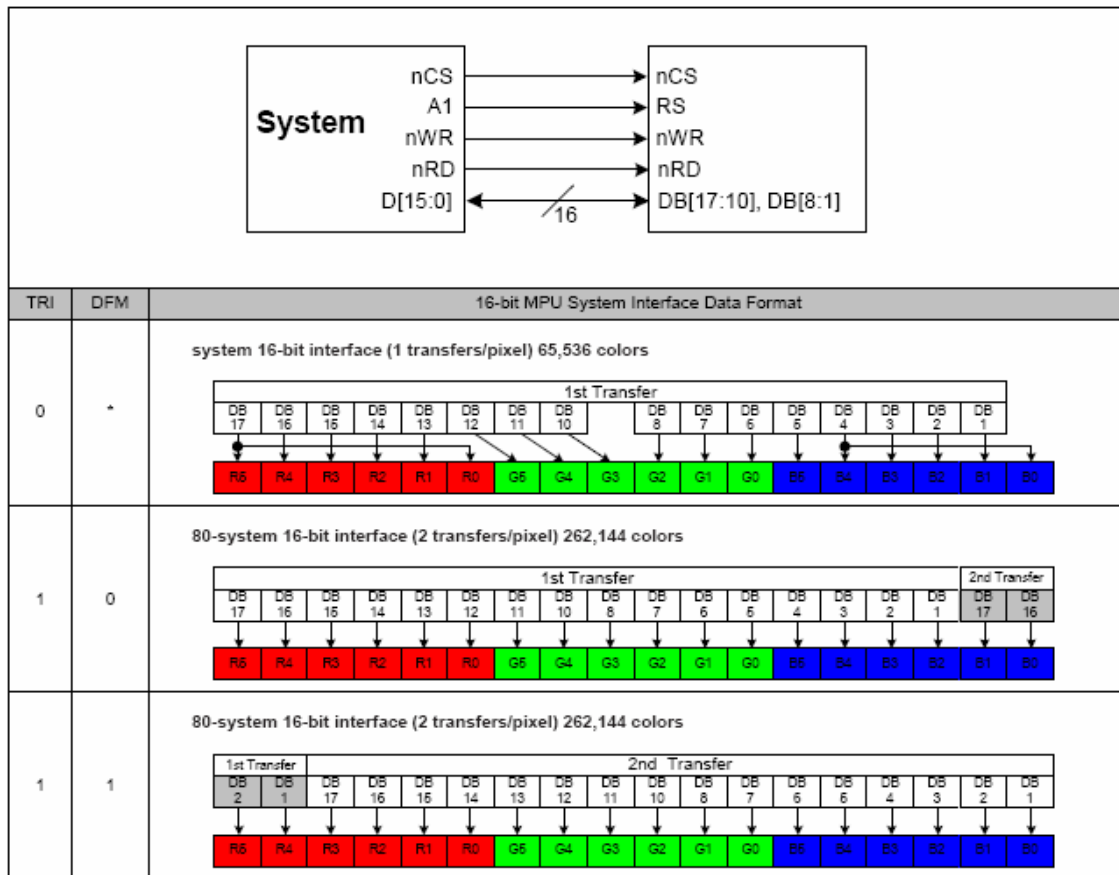 nCS nCS
A1 RS
System
nWR nWR
nRD nRD
D[15:0] DB[17:10], DB[8:1]
16
TRI DFM 16-bit MPU System Interface Data Format
system 16-bit interface (1 transfers/pixel) 65,536 colors
0 *
1st Transfer
DB DB DB DB DB DB DB DB DB DB DB DB DB DB DB DB
17 16 15 14 13 12 11 10 8 7 6 5 4 3 2 1
R5 R4 R3 R2 R1 R0 G5 G4 G3 G2 G1 G0 B5 B4 B3 B2 B1 B0
80-system 16-bit interface (2 transfers/pixel) 262,144 colors
1 0
1st Transfer 2nd Transfer
DB DB DB DB DB DB DB DB DB DB DB DB DB DB DB DB DB DB
17 16 15 14 13 12 11 10 8 7 6 5 4 3 2 1 17 16
R5 R4 R3 R2 R1 R0 G5 G4 G3 G2 G1 G0 B5 B4 B3 B2 B1 B0
80-system 16-bit interface (2 transfers/pixel) 262,144 colors
1 1
1st Transfer 2nd Transfer
DB DB DB DB DB DB DB DB DB DB DB DB DB DB DB DB DB DB
2 1 17 16 15 14 13 12 11 10 8 7 6 5 4 3 2 1
R5 R4 R3 R2 R1 R0 G5 G4 G3 G2 G1 G0 B5 B4 B3 B2 B1 B0